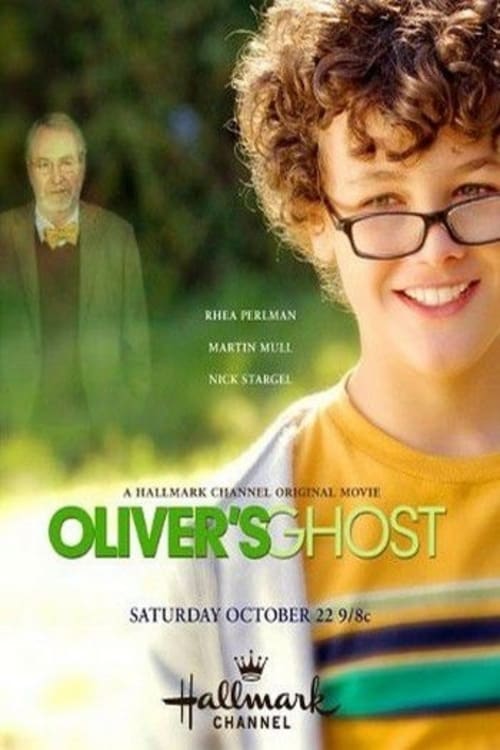 RHEA PERLMAN
MARTIN MULL
NICK STARGEL
A HALLMARK CHANNEL ORIGINAL MOVIE
OLIVER'S GHOST
SATURDAY OCTOBER 22 9/8c
Hallmark
CHANNEL